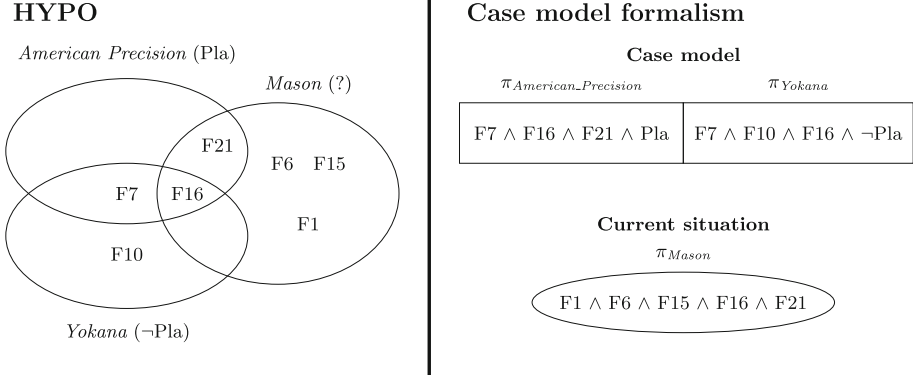 HYPO
American Precision (Pla)
Mason (?)
F21
F6 F15
F7 F16
F1
F10
Yokana (¬Pla)
Case model formalism
Case model
π_American_Precision π_Yokana
F7 ∧ F16 ∧ F21 ∧ Pla F7 ∧ F10 ∧ F16 ∧ ¬Pla
Current situation
π_Mason
F1 ∧ F6 ∧ F15 ∧ F16 ∧ F21